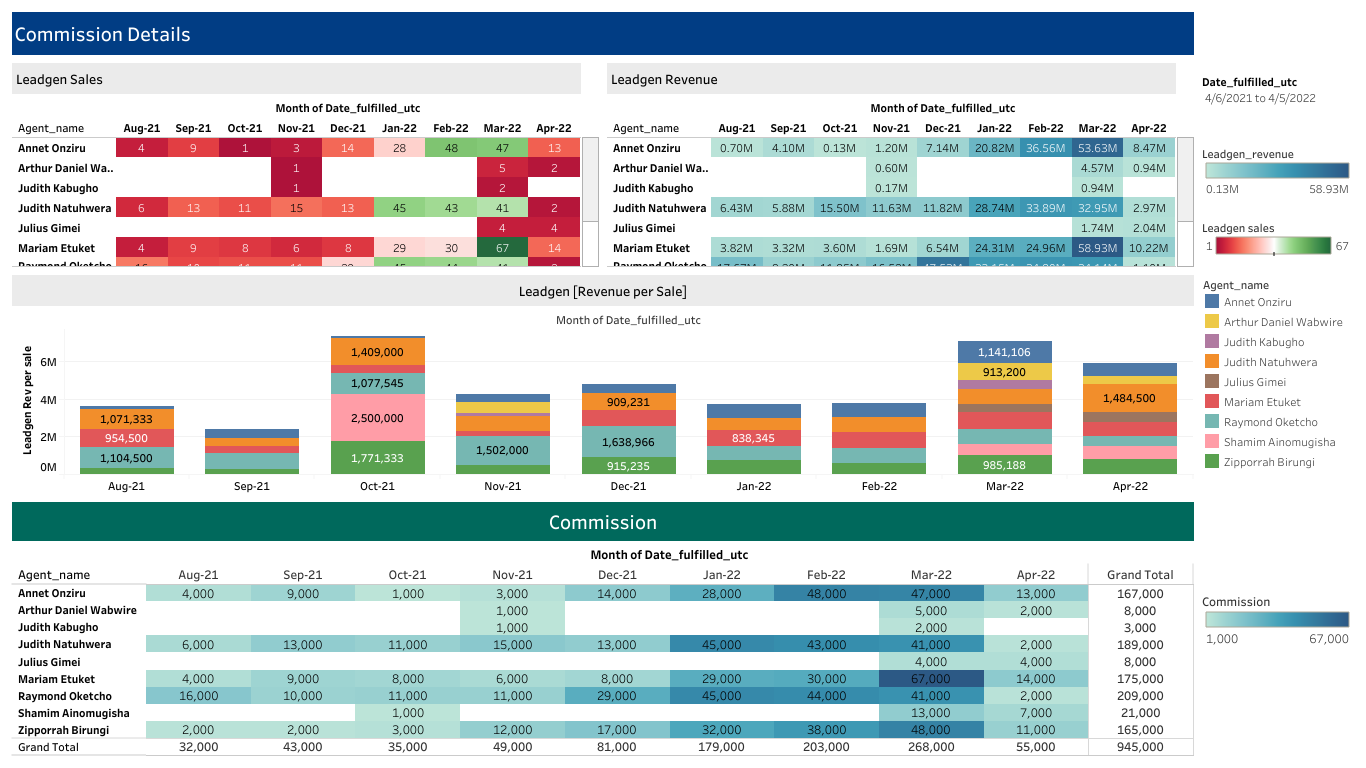 Commission Details
Leadgen Sales
Month of Date_fulfilled_utc
Agent_name Aug-21 Sep-21 Oct-21 Nov-21 Dec-21 Jan-22 Feb-22 Mar-22 Apr-22
Annet Onziru 4 9 1 3 14 28 48 47 13
Arthur Daniel Wa.. 1 5 2
Judith Kabugho 1 2
Judith Natuhwera 6 13 11 15 13 45 43 41 2
Julius Gimei 4 4
Mariam Etuket 4 9 8 6 8 29 30 67 14
Raymond Oketcho
Leadgen Revenue
Month of Date_fulfilled_utc
Agent_name Aug-21 Sep-21 Oct-21 Nov-21 Dec-21 Jan-22 Feb-22 Mar-22 Apr-22
Annet Onziru 0.70M 4.10M 0.13M 1.20M 7.14M 20.82M 36.56M 53.63M 8.47M
Arthur Daniel Wa.. 0.60M 4.57M 0.94M
Judith Kabugho 0.17M 0.94M
Judith Natuhwera 6.43M 5.88M 15.50M 11.63M 11.82M 28.74M 33.89M 32.95M 2.97M
Julius Gimei 1.74M 2.04M
Mariam Etuket 3.82M 3.32M 3.60M 1.69M 6.54M 24.31M 24.96M 58.93M 10.22M
Raymond Oketcho
Date_fulfilled_utc
4/6/2021 to 4/5/2022
Leadgen_revenue
0.13M 58.93M
Leadgen sales
1 67
Agent_name
Annet Onziru
Arthur Daniel Wabwire
Judith Kabugho
Judith Natuhwera
Julius Gimei
Mariam Etuket
Raymond Oketcho
Shamim Ainomugisha
Zipporrah Birungi
Leadgen [Revenue per Sale]
Month of Date_fulfilled_utc
Leadgen Rev per sale
6M
4M
2M
0M
1,071,333
954,500
1,104,500
1,409,000
1,077,545
2,500,000
1,771,333
1,502,000
909,231
1,638,966
915,235
838,345
1,141,106
913,200
985,188
1,484,500
Aug-21 Sep-21 Oct-21 Nov-21 Dec-21 Jan-22 Feb-22 Mar-22 Apr-22
Commission
Month of Date_fulfilled_utc
Agent_name Aug-21 Sep-21 Oct-21 Nov-21 Dec-21 Jan-22 Feb-22 Mar-22 Apr-22 Grand Total
Annet Onziru 4,000 9,000 1,000 3,000 14,000 28,000 48,000 47,000 13,000 167,000
Arthur Daniel Wabwire 1,000 5,000 2,000 8,000
Judith Kabugho 1,000 2,000 3,000
Judith Natuhwera 6,000 13,000 11,000 15,000 13,000 45,000 43,000 41,000 2,000 189,000
Julius Gimei 4,000 4,000 8,000
Mariam Etuket 4,000 9,000 8,000 6,000 8,000 29,000 30,000 67,000 14,000 175,000
Raymond Oketcho 16,000 10,000 11,000 11,000 29,000 45,000 44,000 41,000 2,000 209,000
Shamim Ainomugisha 1,000 13,000 7,000 21,000
Zipporrah Birungi 2,000 2,000 3,000 12,000 17,000 32,000 38,000 48,000 11,000 165,000
Grand Total 32,000 43,000 35,000 49,000 81,000 179,000 203,000 268,000 55,000 945,000
Commission
1,000 67,000